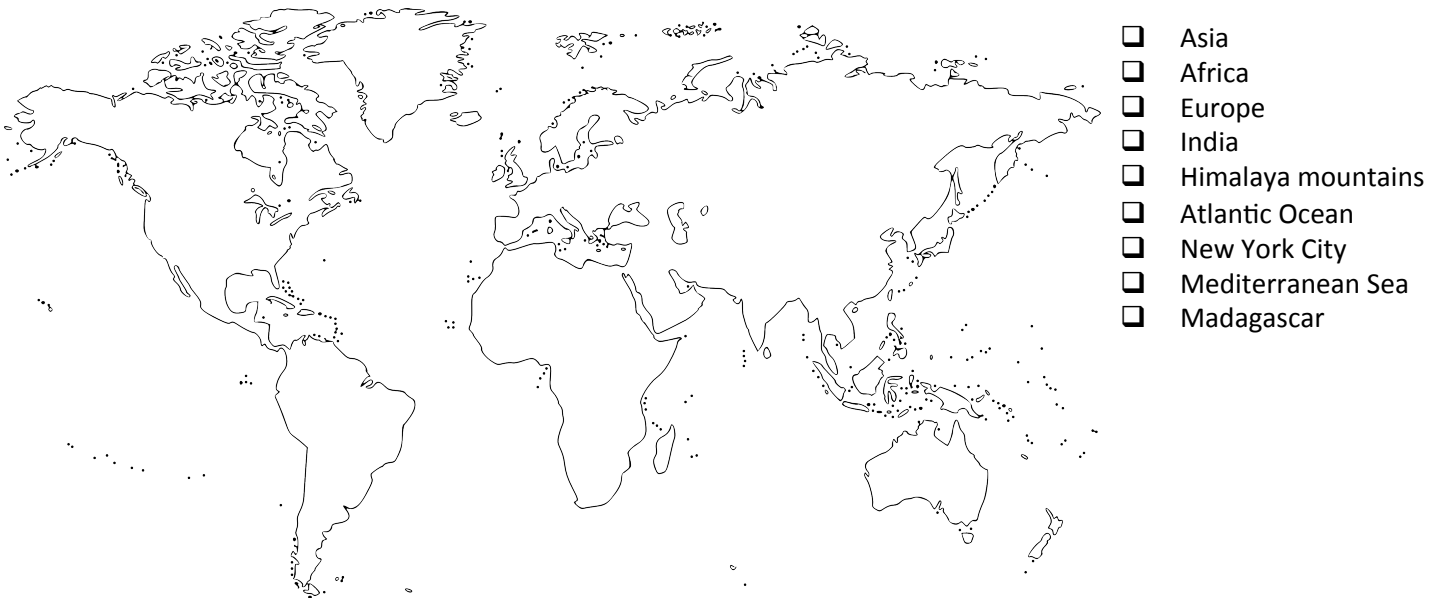 ❑ Asia
❑ Africa
❑ Europe
❑ India
❑ Himalaya mountains
❑ Atlantic Ocean
❑ New York City
❑ Mediterranean Sea
❑ Madagascar